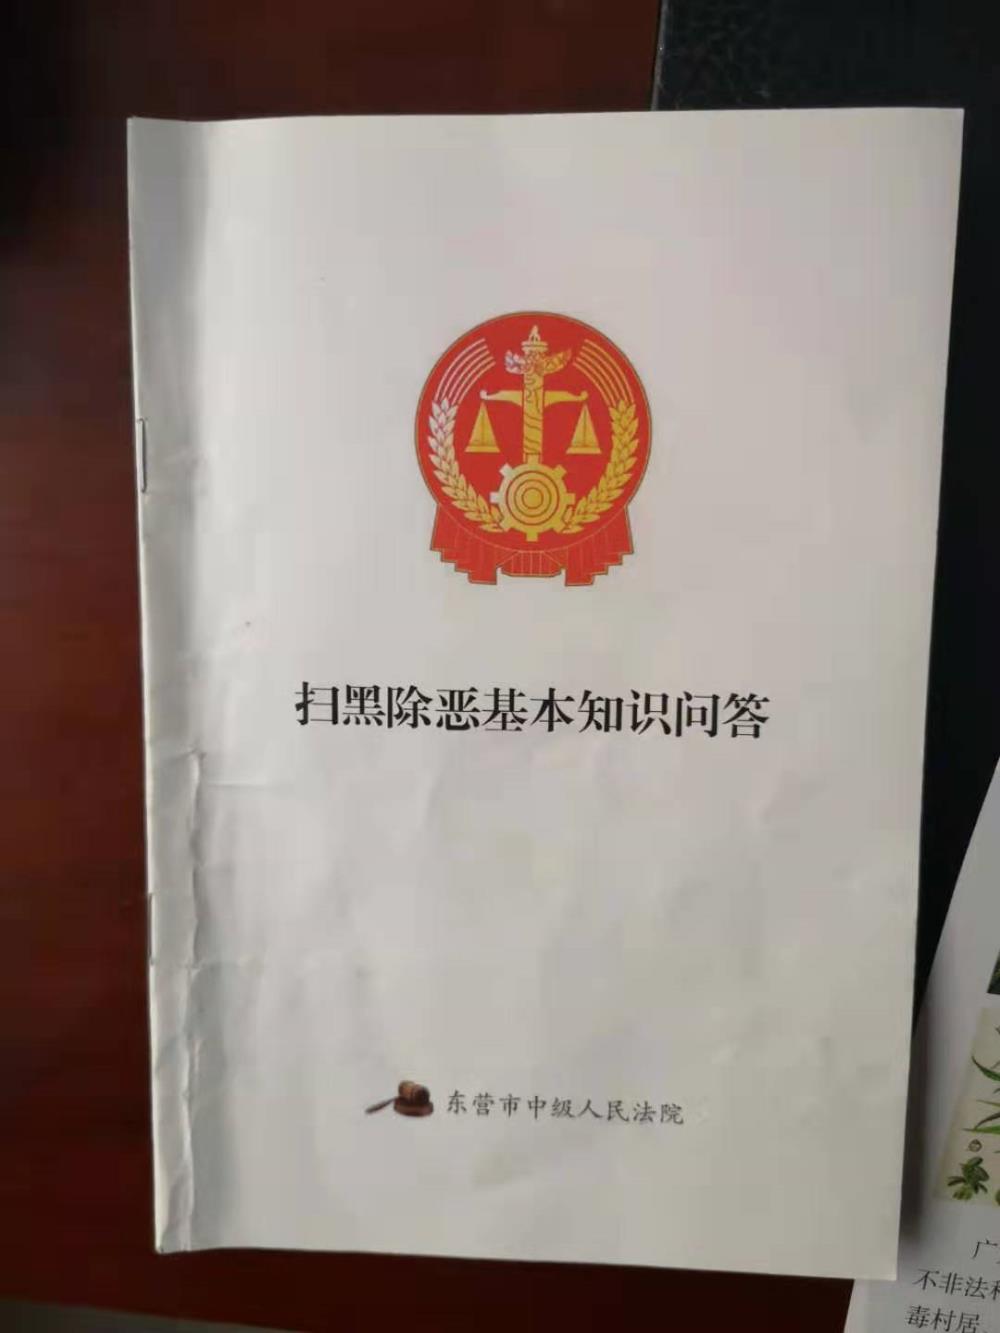 扫黑除恶基本知识问答
东营市中级人民法院
广
不非法种
毒村居